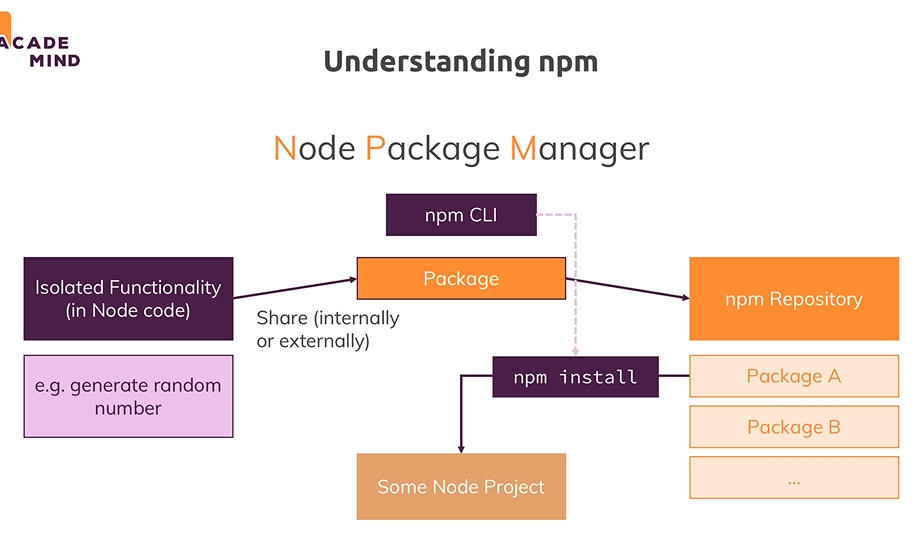 ACADE
MIND
Understanding npm
Node Package Manager
npm CLI
Isolated Functionality
(in Node code)
Package
npm Repository
Share (internally
or externally)
e.g. generate random
number
npm install
Package A
Package B
...
Some Node Project